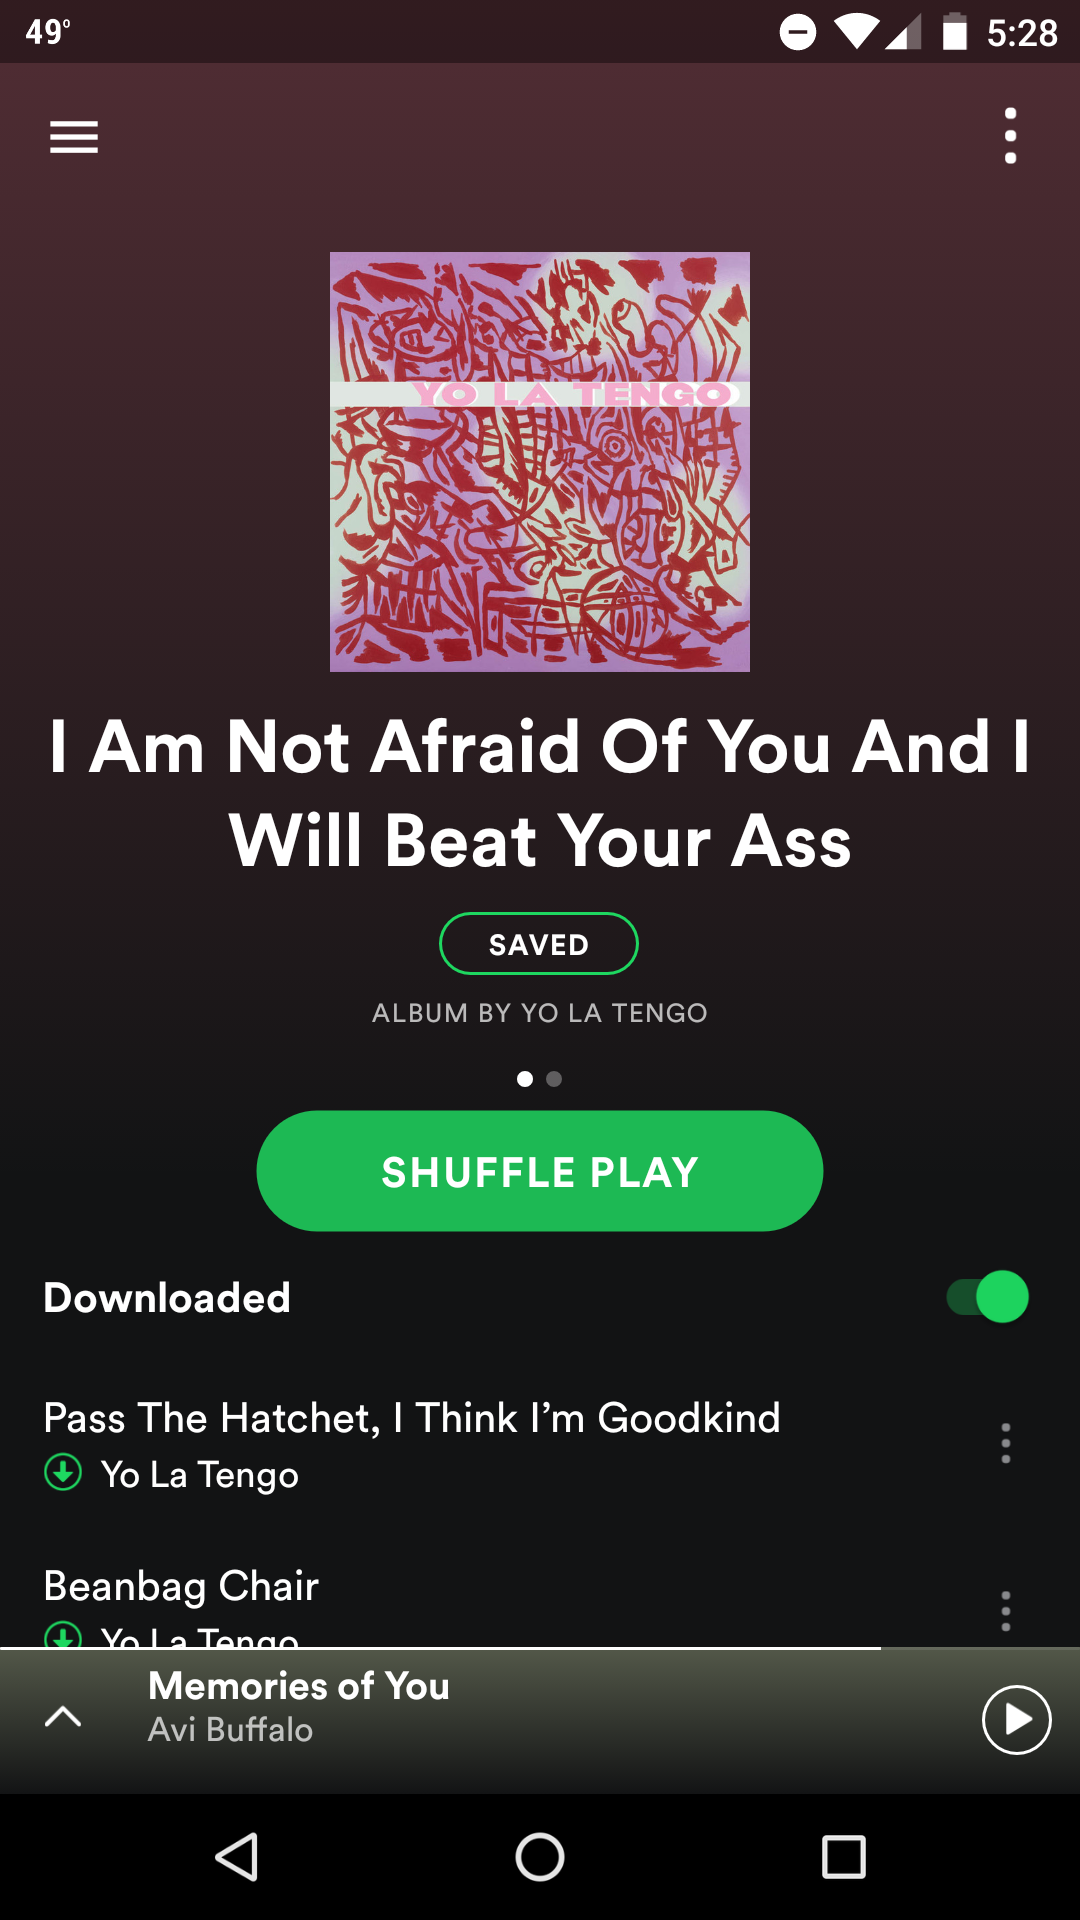 49°
5:28
YO LA TENGO
I Am Not Afraid Of You And I
Will Beat Your Ass
SAVED
ALBUM BY YO LA TENGO
SHUFFLE PLAY
Downloaded
Pass The Hatchet, I Think I’m Goodkind
Yo La Tengo
Beanbag Chair
Yo La Tengo
Memories of You
Avi Buffalo